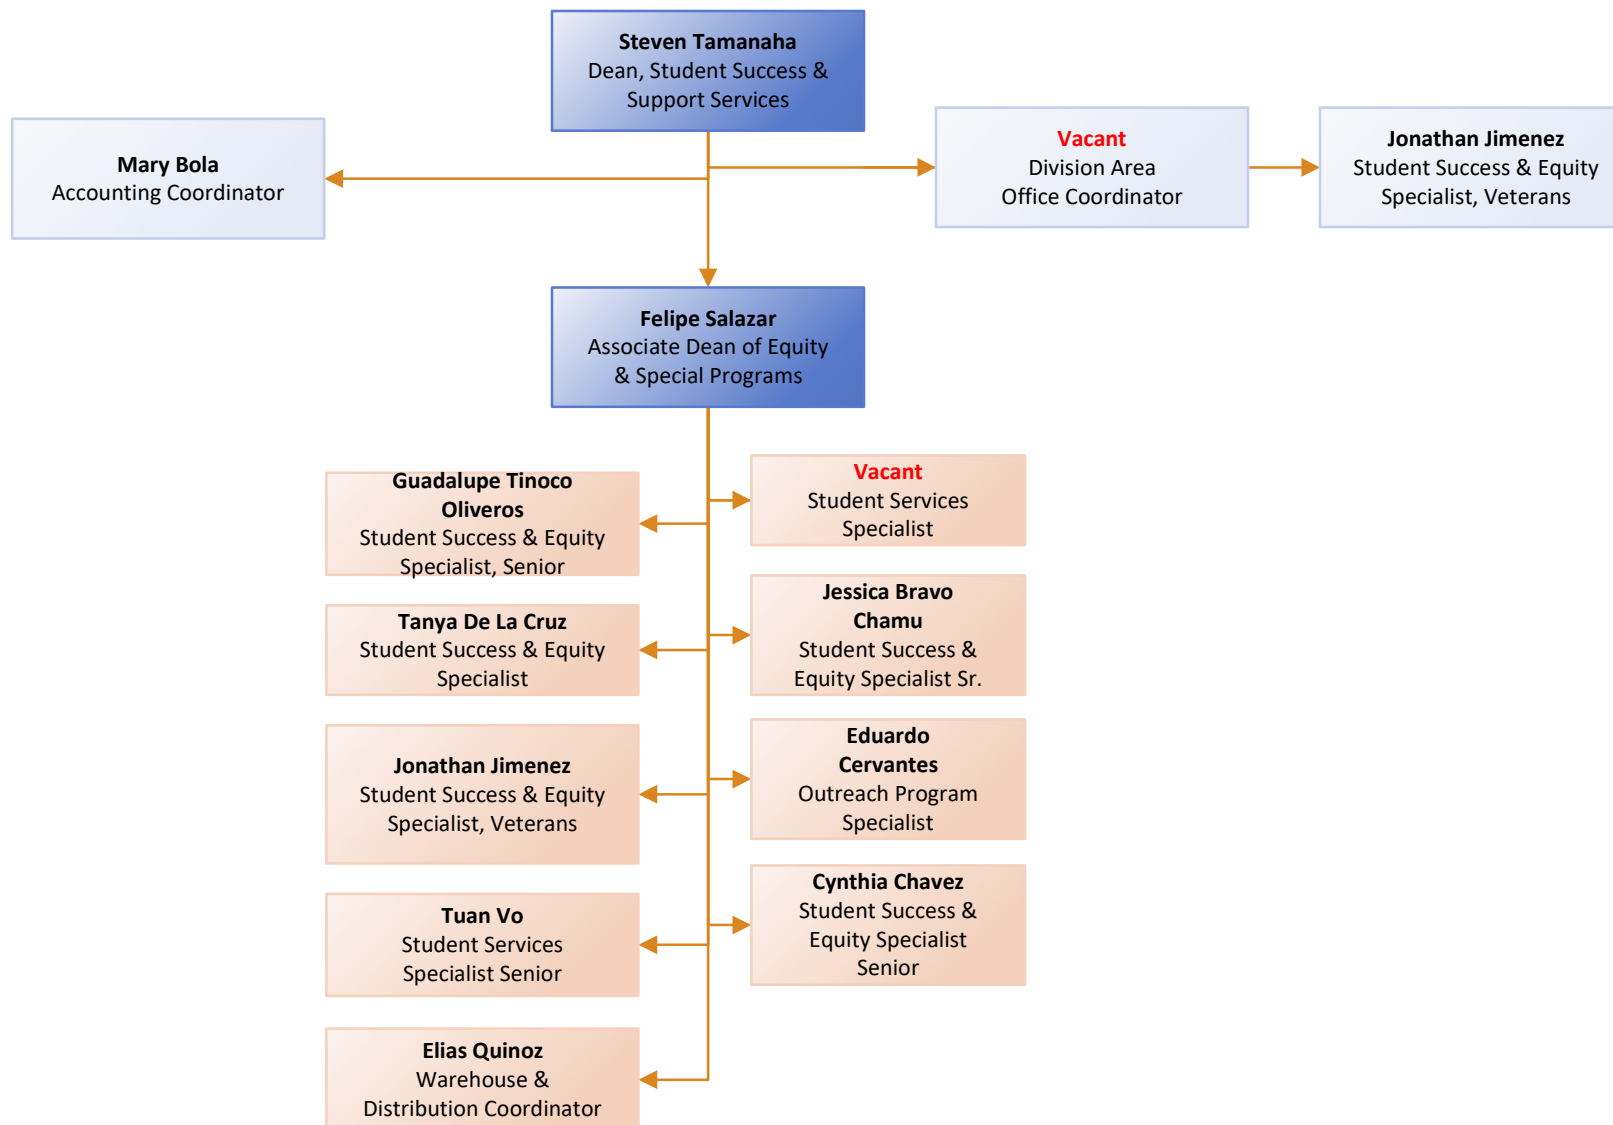 Steven Tamanaha
Dean, Student Success &
Support Services
Mary Bola
Accounting Coordinator
Vacant
Division Area
Office Coordinator
Jonathan Jimenez
Student Success & Equity
Specialist, Veterans
Felipe Salazar
Associate Dean of Equity
& Special Programs
Guadalupe Tinoco
Oliveros
Student Success & Equity
Specialist, Senior
Vacant
Student Services
Specialist
Tanya De La Cruz
Student Success & Equity
Specialist
Jessica Bravo
Chamu
Student Success &
Equity Specialist Sr.
Jonathan Jimenez
Student Success & Equity
Specialist, Veterans
Eduardo
Cervantes
Outreach Program
Specialist
Tuan Vo
Student Services
Specialist Senior
Cynthia Chavez
Student Success &
Equity Specialist
Senior
Elias Quinoz
Warehouse &
Distribution Coordinator